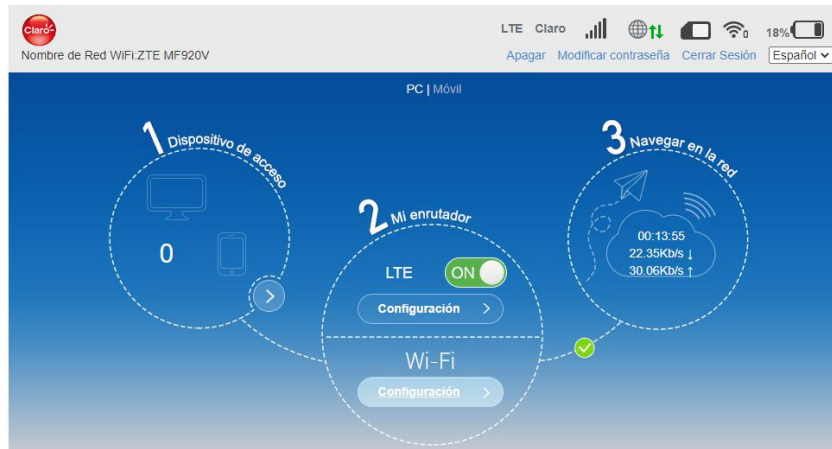 Claro
LTE Claro 18%
Nombre de Red WiFi:ZTE MF920V
Apagar Modificar contraseña Cerrar Sesión Español
PC | Móvil
1 Dispositivo de acceso
0
2 Mi enrutador
LTE ON
Configuración
Wi-Fi
Configuración
3 Navegar en la red
00:13:55
22.35Kb/s ↓
30.06Kb/s ↑